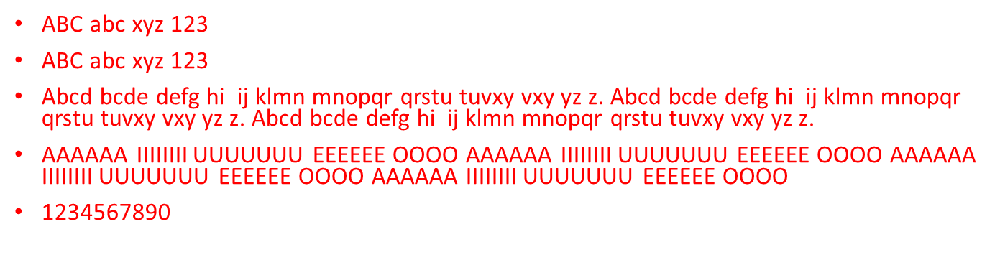 • ABC abc xyz 123
• ABC abc xyz 123
• Abcd bcde defg hi  ij klmn mnopqr qrstu tuvxy vxy yz z. Abcd bcde defg hi  ij klmn mnopqr
qrstu tuvxy vxy yz z. Abcd bcde defg hi  ij klmn mnopqr qrstu tuvxy vxy yz z.
• AAAAAA IIIIIIII UUUUUUU EEEEEE OOOO AAAAAA IIIIIIII UUUUUUU EEEEEE OOOO AAAAAA
IIIIIIII UUUUUUU EEEEEE OOOO AAAAAA IIIIIIII UUUUUUU EEEEEE OOOO
• 1234567890